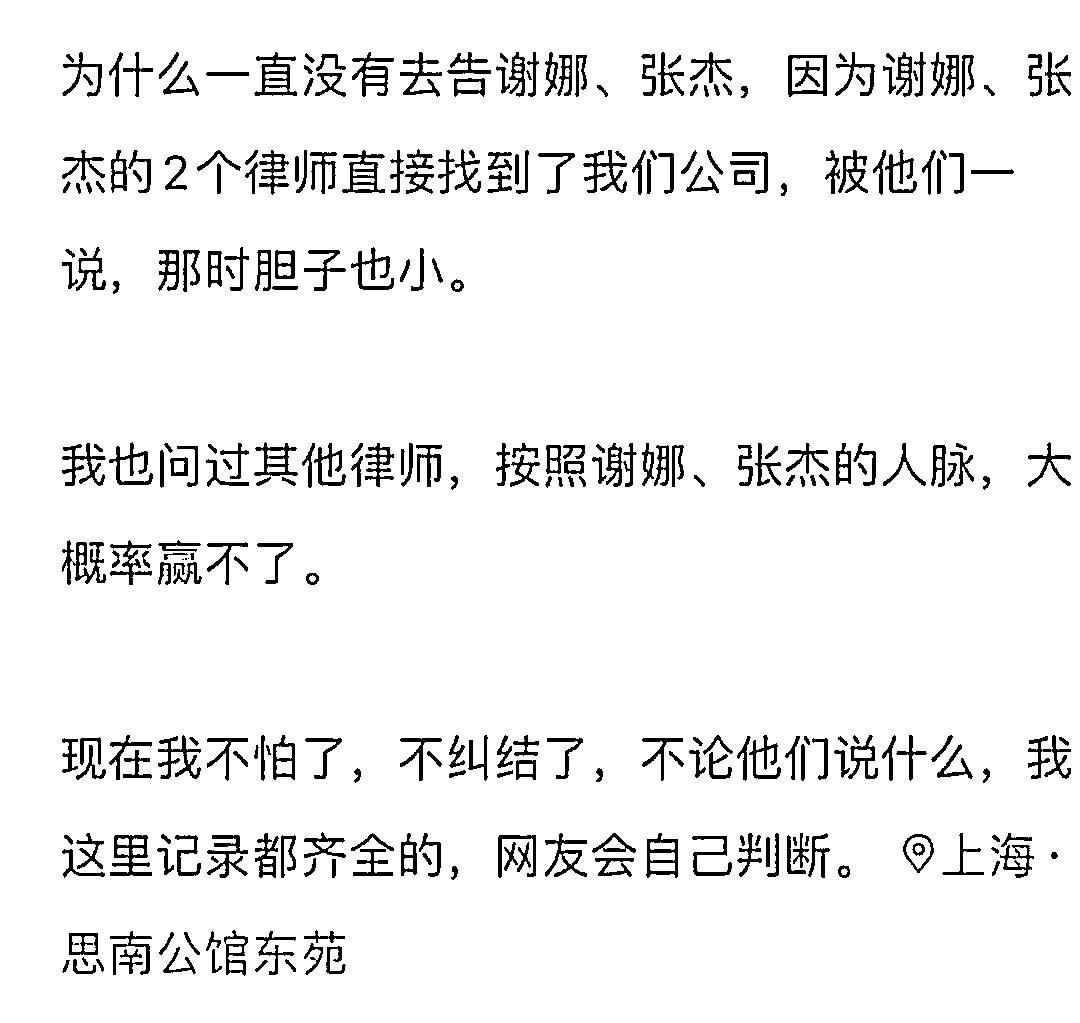 为什么一直没有去告谢娜、张杰，因为谢娜、张
杰的2个律师直接找到了我们公司，被他们一
说，那时胆子也小。
我也问过其他律师，按照谢娜、张杰的人脉，大
概率赢不了。
现在我不怕了，不纠结了，不论他们说什么，我
这里记录都齐全的，网友会自己判断。 上海·
思南公馆东苑